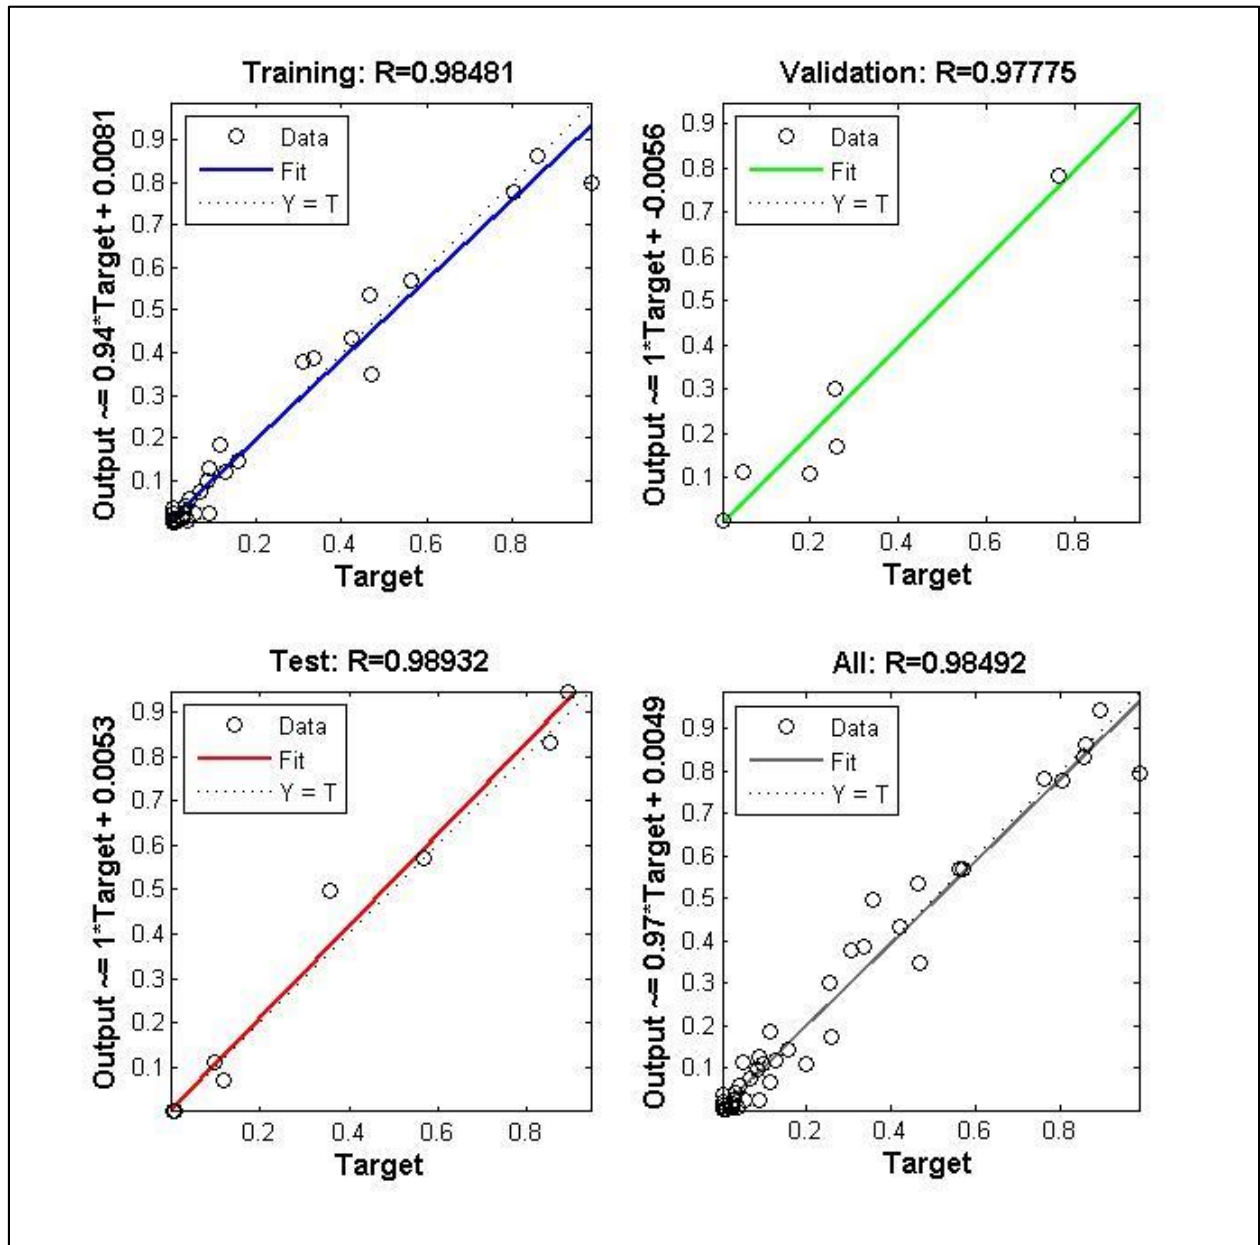 Training: R=0.98481
Output ~= 0.94*Target + 0.0081
0.9
0.8
0.7
0.6
0.5
0.4
0.3
0.2
0.1
Data
Fit
Y = T
0.2 0.4 0.6 0.8
Target
Validation: R=0.97775
Output ~= 1*Target + -0.0056
0.9
0.8
0.7
0.6
0.5
0.4
0.3
0.2
0.1
Data
Fit
Y = T
0.2 0.4 0.6 0.8
Target
Test: R=0.98932
Output ~= 1*Target + 0.0053
0.9
0.8
0.7
0.6
0.5
0.4
0.3
0.2
0.1
Data
Fit
Y = T
0.2 0.4 0.6 0.8
Target
All: R=0.98492
Output ~= 0.97*Target + 0.0049
0.9
0.8
0.7
0.6
0.5
0.4
0.3
0.2
0.1
Data
Fit
Y = T
0.2 0.4 0.6 0.8
Target